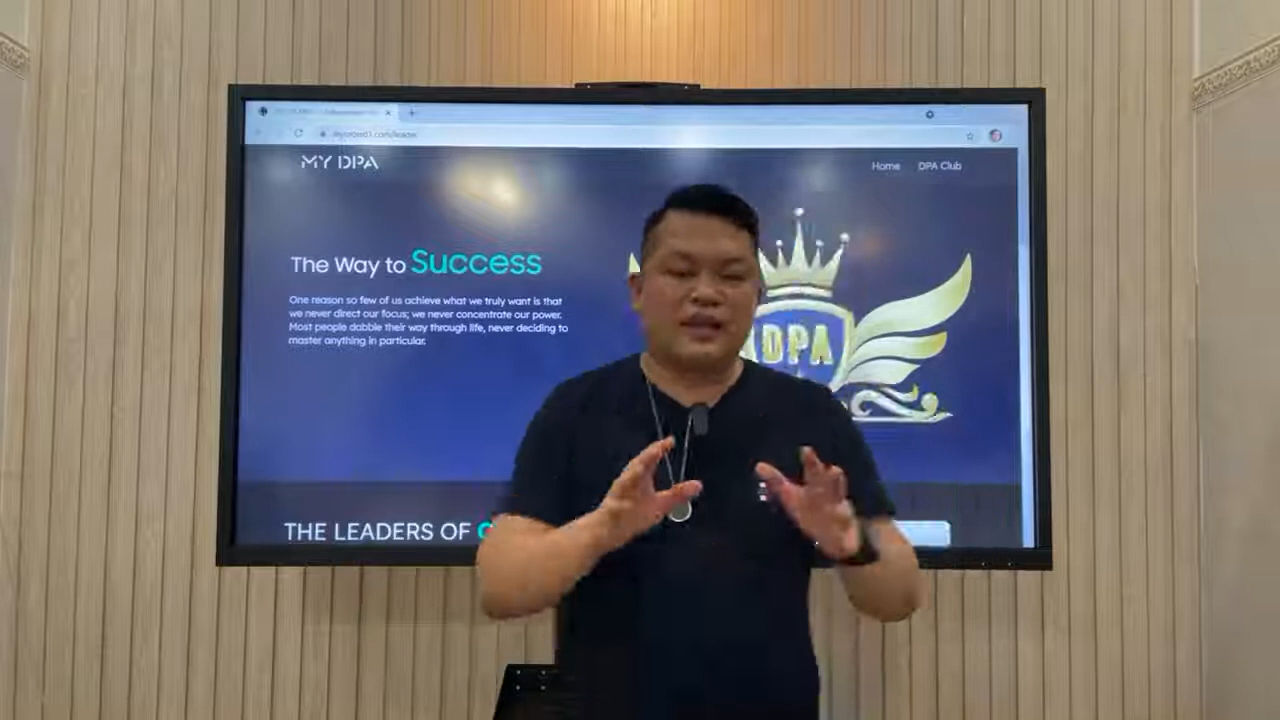 MY DPA
Home DPA Club
The Way to Success
One reason so few of us achieve what we truly want is that
we never direct our focus; we never concentrate our power.
Most people dabble their way through life, never deciding to
master anything in particular.
DPA
THE LEADERS OF